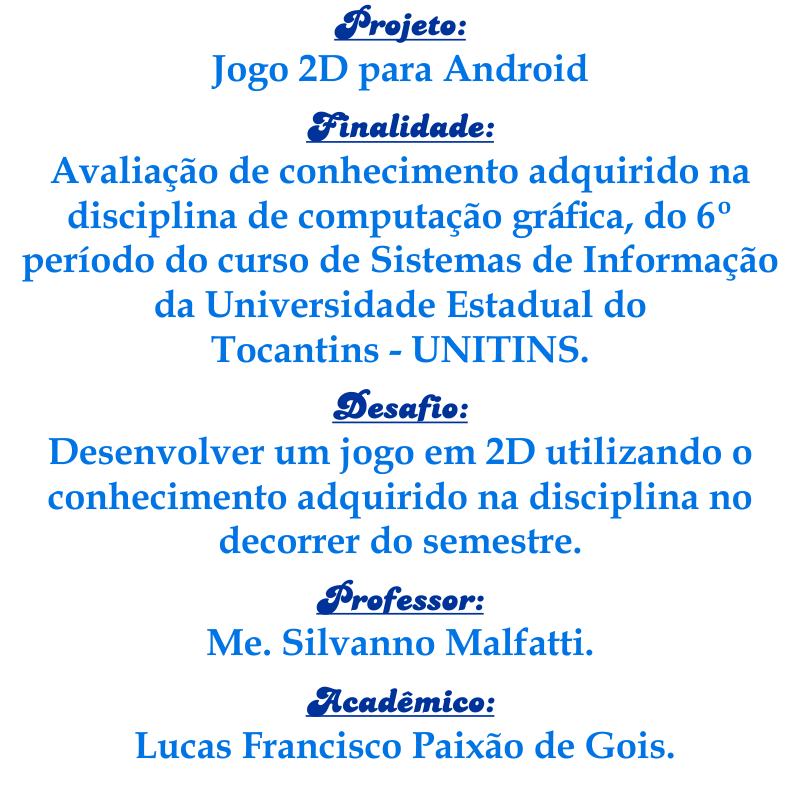 Projeto:
Jogo 2D para Android
Finalidade:
Avaliação de conhecimento adquirido na
disciplina de computação gráfica, do 6º
período do curso de Sistemas de Informação
da Universidade Estadual do
Tocantins - UNITINS.
Desafio:
Desenvolver um jogo em 2D utilizando o
conhecimento adquirido na disciplina no
decorrer do semestre.
Professor:
Me. Silvanno Malfatti.
Acadêmico:
Lucas Francisco Paixão de Gois.